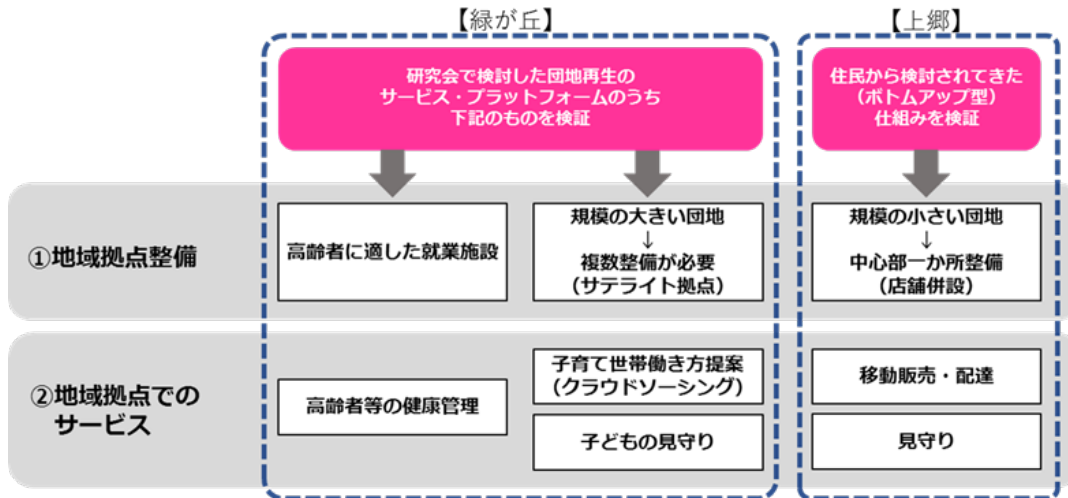 【緑が丘】
【上郷】
研究会で検討した団地再生の
サービス・プラットフォームのうち
下記のものを検証
住民から検討されてきた
（ボトムアップ型）
仕組みを検証
①地域拠点整備
高齢者に適した就業施設
規模の大きい団地
↓
複数整備が必要
（サテライト拠点）
規模の小さい団地
↓
中心部一か所整備
（店舗併設）
②地域拠点での
サービス
高齢者等の健康管理
子育て世帯働き方提案
（クラウドソーシング）
子どもの見守り
移動販売・配達
見守り